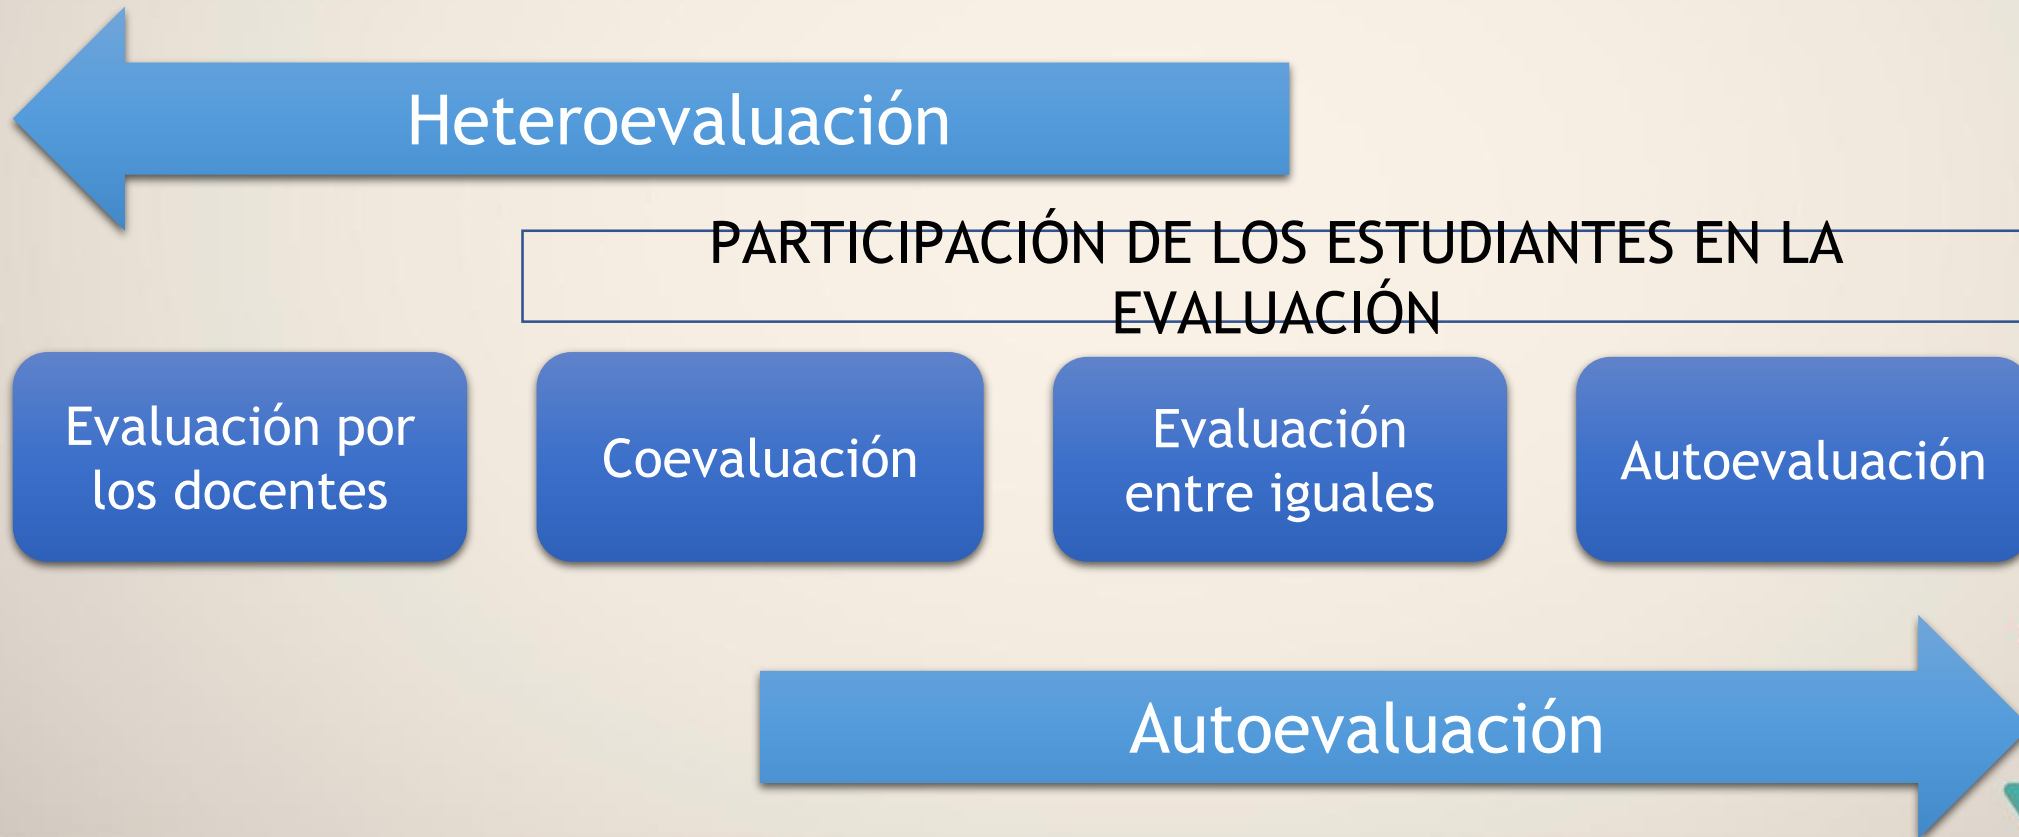 Heteroevaluación
PARTICIPACIÓN DE LOS ESTUDIANTES EN LA
EVALUACIÓN
Evaluación por
los docentes
Coevaluación
Evaluación
entre iguales
Autoevaluación
Autoevaluación